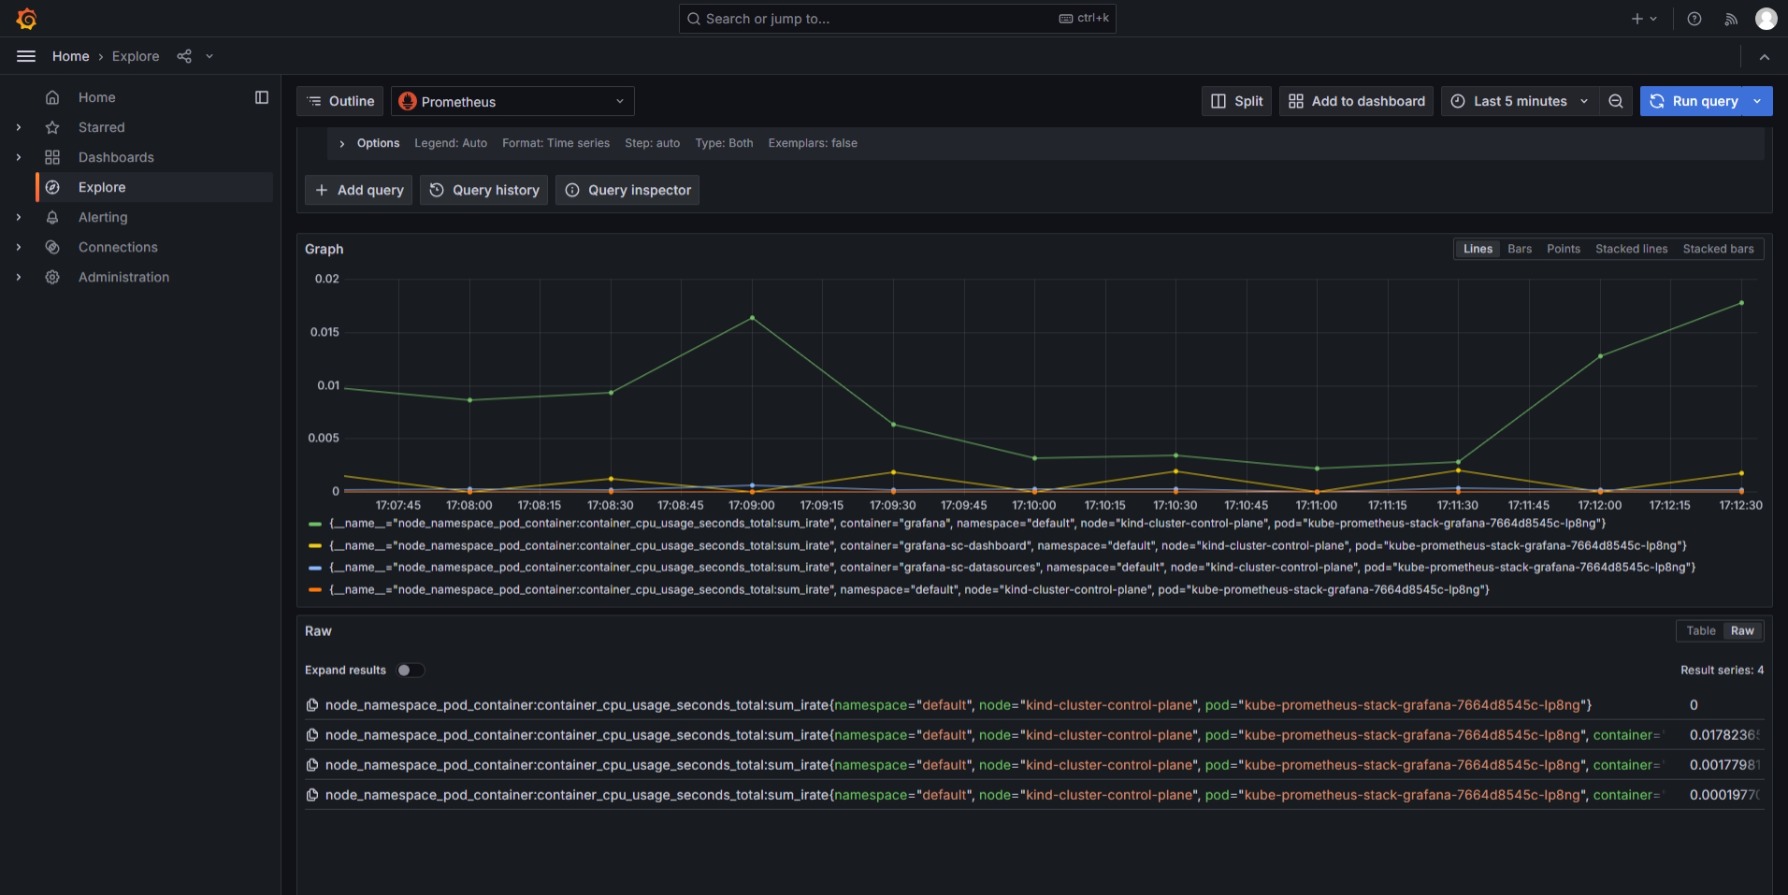 Search or jump to... ctrl+k
Home › Explore
Home
Starred
Dashboards
Explore
Alerting
Connections
Administration
Outline Prometheus Split Add to dashboard Last 5 minutes Run query
Options Legend: Auto Format: Time series Step: auto Type: Both Exemplars: false
+ Add query Query history Query inspector
Graph Lines Bars Points Stacked lines Stacked bars
0.02
0.015
0.01
0.005
0
17:07:45 17:08:00 17:08:15 17:08:30 17:08:45 17:09:00 17:09:15 17:09:30 17:09:45 17:10:00 17:10:15 17:10:30 17:10:45 17:11:00 17:11:15 17:11:30 17:11:45 17:12:00 17:12:15 17:12:30
{__name__="node_namespace_pod_container:container_cpu_usage_seconds_total:sum_irate", container="grafana", namespace="default", node="kind-cluster-control-plane", pod="kube-prometheus-stack-grafana-7664d8545c-lp8ng"}
{__name__="node_namespace_pod_container:container_cpu_usage_seconds_total:sum_irate", container="grafana-sc-dashboard", namespace="default", node="kind-cluster-control-plane", pod="kube-prometheus-stack-grafana-7664d8545c-lp8ng"}
{__name__="node_namespace_pod_container:container_cpu_usage_seconds_total:sum_irate", container="grafana-sc-datasources", namespace="default", node="kind-cluster-control-plane", pod="kube-prometheus-stack-grafana-7664d8545c-lp8ng"}
{__name__="node_namespace_pod_container:container_cpu_usage_seconds_total:sum_irate", namespace="default", node="kind-cluster-control-plane", pod="kube-prometheus-stack-grafana-7664d8545c-lp8ng"}
Raw Table Raw
Expand results Result series: 4
node_namespace_pod_container:container_cpu_usage_seconds_total:sum_irate{namespace="default", node="kind-cluster-control-plane", pod="kube-prometheus-stack-grafana-7664d8545c-lp8ng"} 0
node_namespace_pod_container:container_cpu_usage_seconds_total:sum_irate{namespace="default", node="kind-cluster-control-plane", pod="kube-prometheus-stack-grafana-7664d8545c-lp8ng", container=" 0.0178236
node_namespace_pod_container:container_cpu_usage_seconds_total:sum_irate{namespace="default", node="kind-cluster-control-plane", pod="kube-prometheus-stack-grafana-7664d8545c-lp8ng", container=" 0.0017798
node_namespace_pod_container:container_cpu_usage_seconds_total:sum_irate{namespace="default", node="kind-cluster-control-plane", pod="kube-prometheus-stack-grafana-7664d8545c-lp8ng", container=" 0.000197